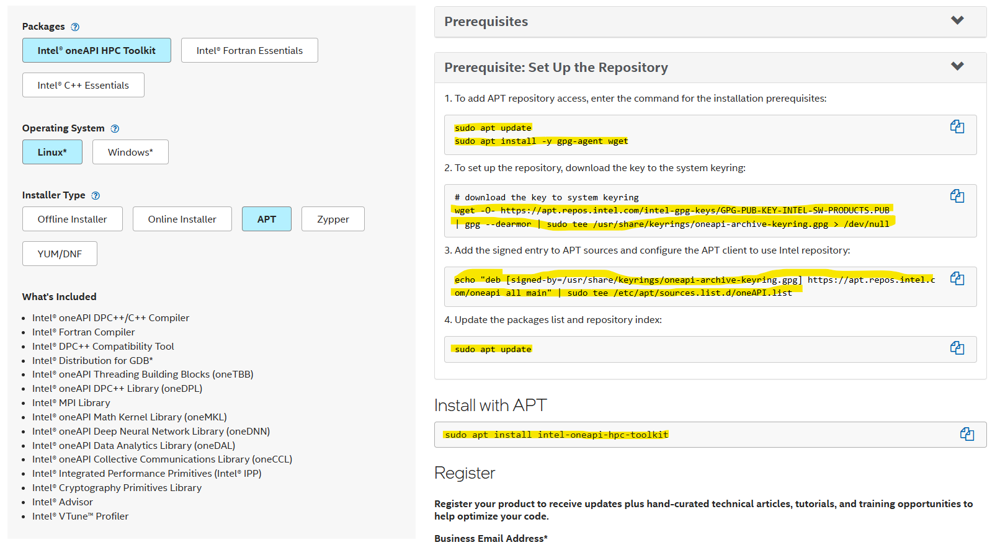 Packages
Intel® oneAPI HPC Toolkit
Intel® Fortran Essentials
Intel® C++ Essentials
Operating System
Linux*
Windows*
Installer Type
Offline Installer
Online Installer
APT
Zypper
YUM/DNF
What's Included
Intel® oneAPI DPC++/C++ Compiler
Intel® Fortran Compiler
Intel® DPC++ Compatibility Tool
Intel® Distribution for GDB*
Intel® oneAPI Threading Building Blocks (oneTBB)
Intel® oneAPI DPC++ Library (oneDPL)
Intel® MPI Library
Intel® oneAPI Math Kernel Library (oneMKL)
Intel® oneAPI Deep Neural Network Library (oneDNN)
Intel® oneAPI Data Analytics Library (oneDAL)
Intel® oneAPI Collective Communications Library (oneCCL)
Intel® Integrated Performance Primitives (Intel® IPP)
Intel® Cryptography Primitives Library
Intel® Advisor
Intel® VTune™ Profiler
Prerequisites
Prerequisite: Set Up the Repository
1. To add APT repository access, enter the command for the installation prerequisites:
sudo apt update
sudo apt install -y gpg-agent wget
2. To set up the repository, download the key to the system keyring:
# download the key to system keyring
wget -O- https://apt.repos.intel.com/intel-gpg-keys/GPG-PUB-KEY-INTEL-SW-PRODUCTS.PUB
| gpg --dearmor | sudo tee /usr/share/keyrings/oneapi-archive-keyring.gpg > /dev/null
3. Add the signed entry to APT sources and configure the APT client to use Intel repository:
echo "deb [signed-by=/usr/share/keyrings/oneapi-archive-keyring.gpg] https://apt.repos.intel.c
om/oneapi all main" | sudo tee /etc/apt/sources.list.d/oneAPI.list
4. Update the packages list and repository index:
sudo apt update
Install with APT
sudo apt install intel-oneapi-hpc-toolkit
Register
Register your product to receive updates plus hand-curated technical articles, tutorials, and training opportunities to
help optimize your code.
Business Email Address*